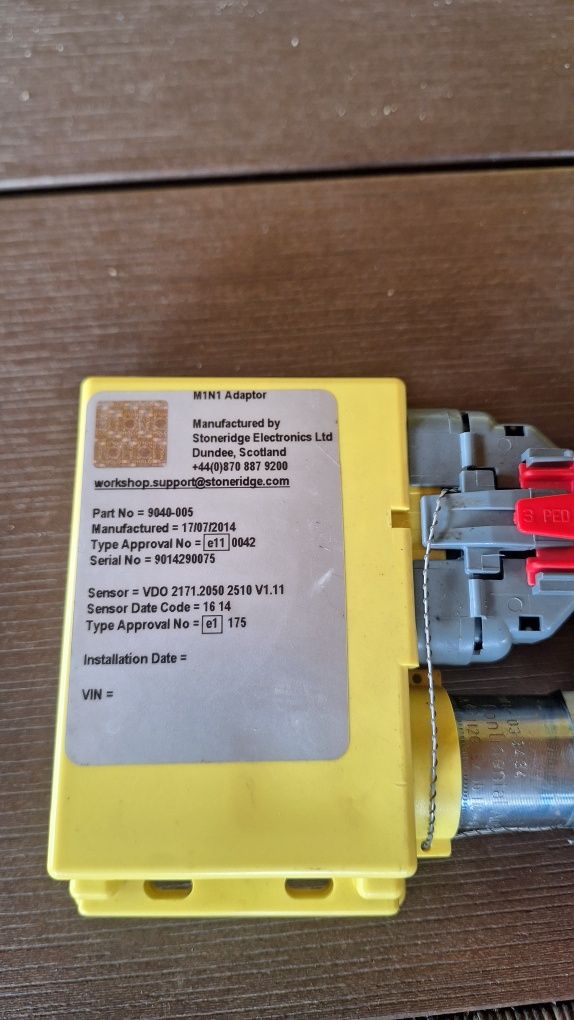 M1N1 Adaptor
Manufactured by
Stoneridge Electronics Ltd
Dundee, Scotland
+44(0)870 887 9200
workshop.support@stoneridge.com
Part No = 9040-005
Manufactured = 17/07/2014
Type Approval No = e11 0042
Serial No = 9014290075
Sensor = VDO 2171.2050 2510 V1.11
Sensor Date Code = 16 14
Type Approval No = e1 175
Installation Date =
VIN =
3 PED